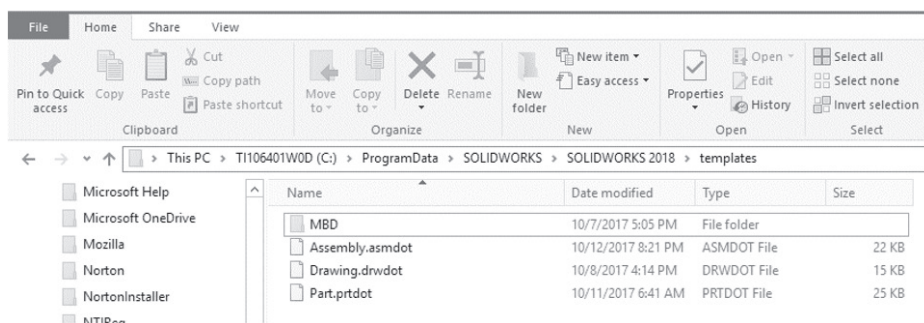 File Home Share View
Pin to Quick access
Copy
Paste
Cut
Copy path
Paste shortcut
Clipboard
Move to
Copy to
Delete
Rename
Organize
New folder
New item
Easy access
New
Properties
Open
Edit
History
Open
Select all
Select none
Invert selection
Select
This PC > TI106401W0D (C:) > ProgramData > SOLIDWORKS > SOLIDWORKS 2018 > templates
Microsoft Help
Microsoft OneDrive
Mozilla
Norton
NortonInstaller
Name Date modified Type Size
MBD 10/7/2017 5:05 PM File folder
Assembly.asmdot 10/12/2017 8:21 PM ASMDOT File 22 KB
Drawing.drwdot 10/8/2017 4:14 PM DRWDOT File 15 KB
Part.prtdot 10/11/2017 6:41 AM PRTDOT File 25 KB